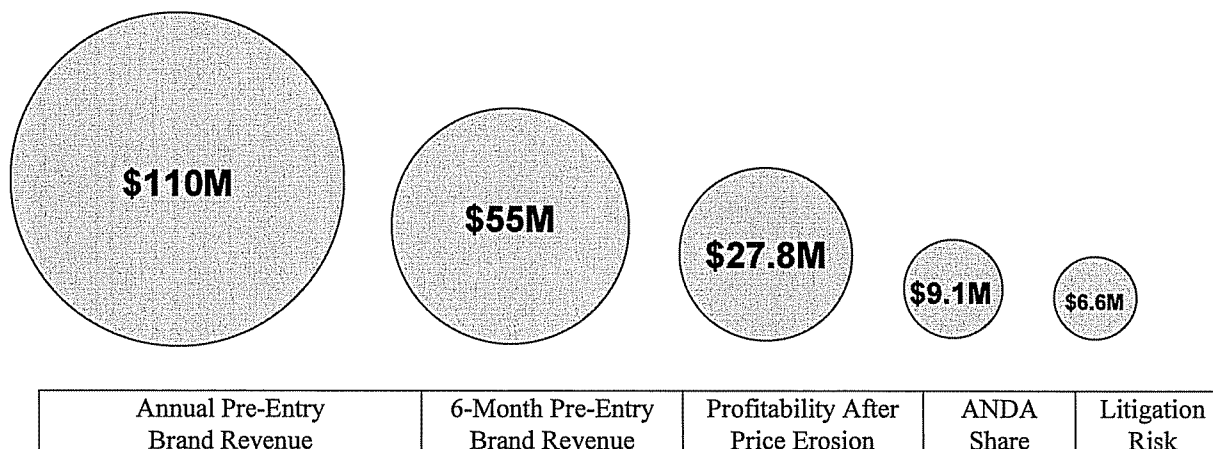 $110M
$55M
$27.8M
$9.1M
$6.6M
Annual Pre-Entry
Brand Revenue
6-Month Pre-Entry
Brand Revenue
Profitability After
Price Erosion
ANDA
Share
Litigation
Risk